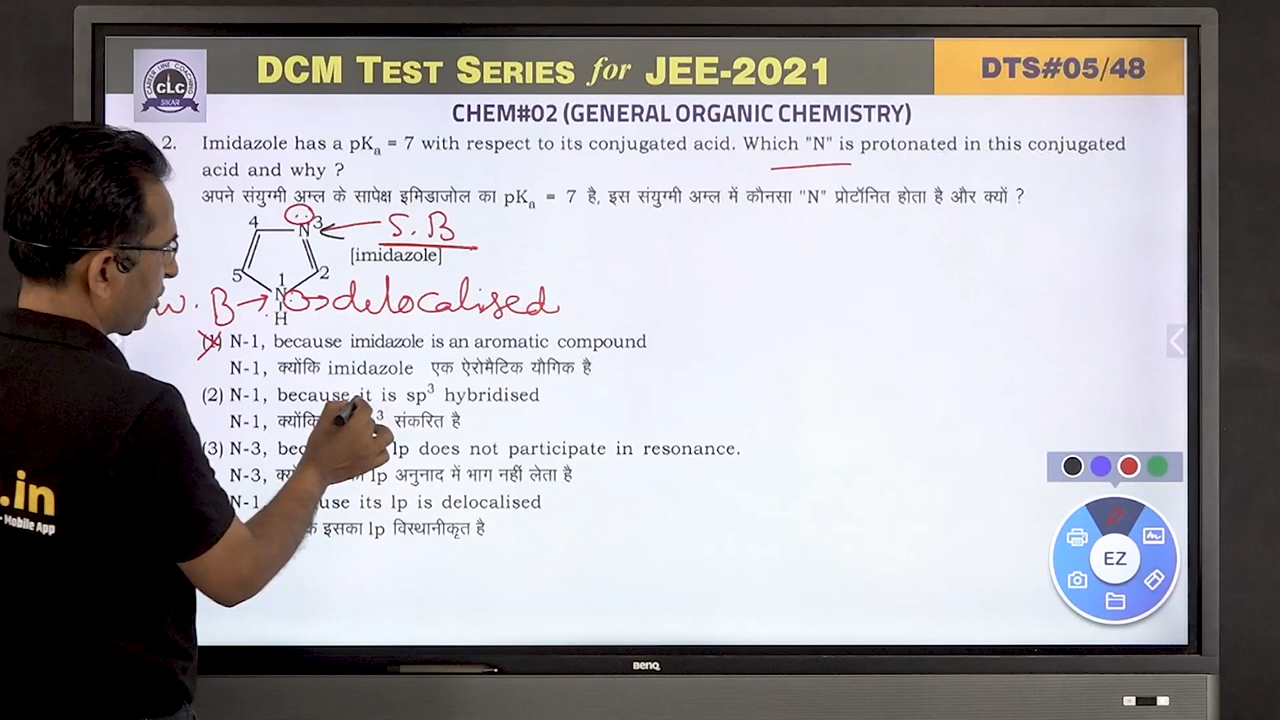 CAREER LINE COACHING
CLC
SIKAR
DCM TEST SERIES for JEE-2021
DTS#05/48
CHEM#02 (GENERAL ORGANIC CHEMISTRY)
2. Imidazole has a pKa = 7 with respect to its conjugated acid. Which "N" is protonated in this conjugated
acid and why ?
अपने संयुग्मी अम्ल के सापेक्ष इमिडाजोल का pKa = 7 है, इस संयुग्मी अम्ल में कौनसा "N" प्रोटॉनित होता है और क्यों ?
4 N 3 S.B
[imidazole]
5 1 2
W.B N delocalised
H
(1) N-1, because imidazole is an aromatic compound
N-1, क्योंकि imidazole एक ऐरोमैटिक यौगिक है
(2) N-1, because it is sp3 hybridised
N-1, 3 संकरित है
(3) N-3, lp does not participate in resonance.
N-3, lp अनुनाद में भाग नहीं लेता है
N-1 its lp is delocalised
इसका lp विस्थानीकृत है
.in
Mobile App
EZ
BenQ